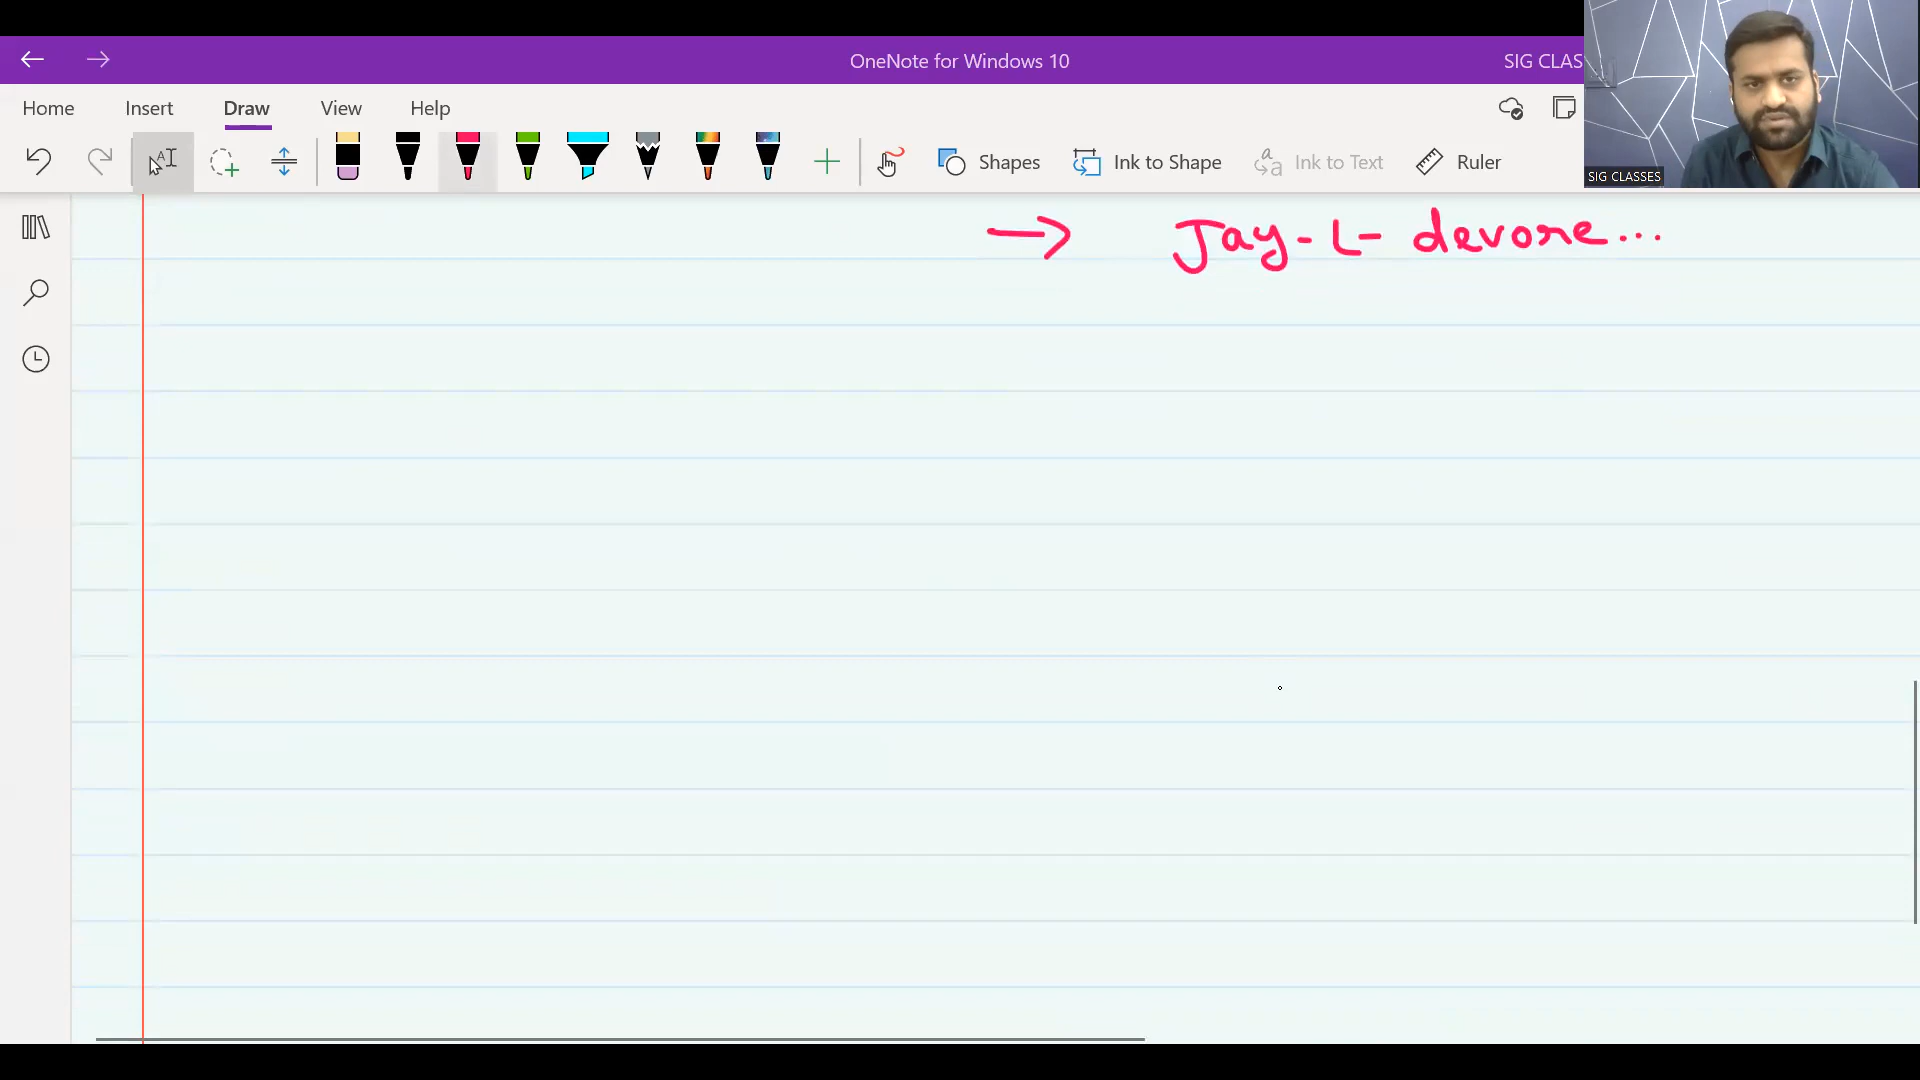 OneNote for Windows 10
SIG CLAS
Home Insert Draw View Help
Shapes Ink to Shape Ink to Text Ruler
SIG CLASSES
→ Jay-L- devore...